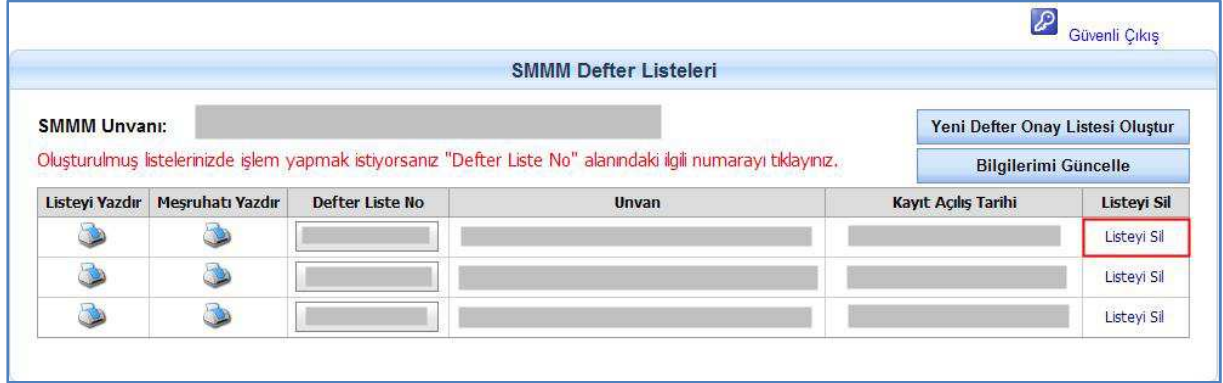 Güvenli Çıkış
SMMM Defter Listeleri
SMMM Unvanı:
Yeni Defter Onay Listesi Oluştur
Oluşturulmuş listelerinizde işlem yapmak istiyorsanız "Defter Liste No" alanındaki ilgili numarayı tıklayınız.
Bilgilerimi Güncelle
Listeyi Yazdır Meşruhatı Yazdır Defter Liste No Unvan Kayıt Açılış Tarihi Listeyi Sil
Listeyi Sil
Listeyi Sil
Listeyi Sil